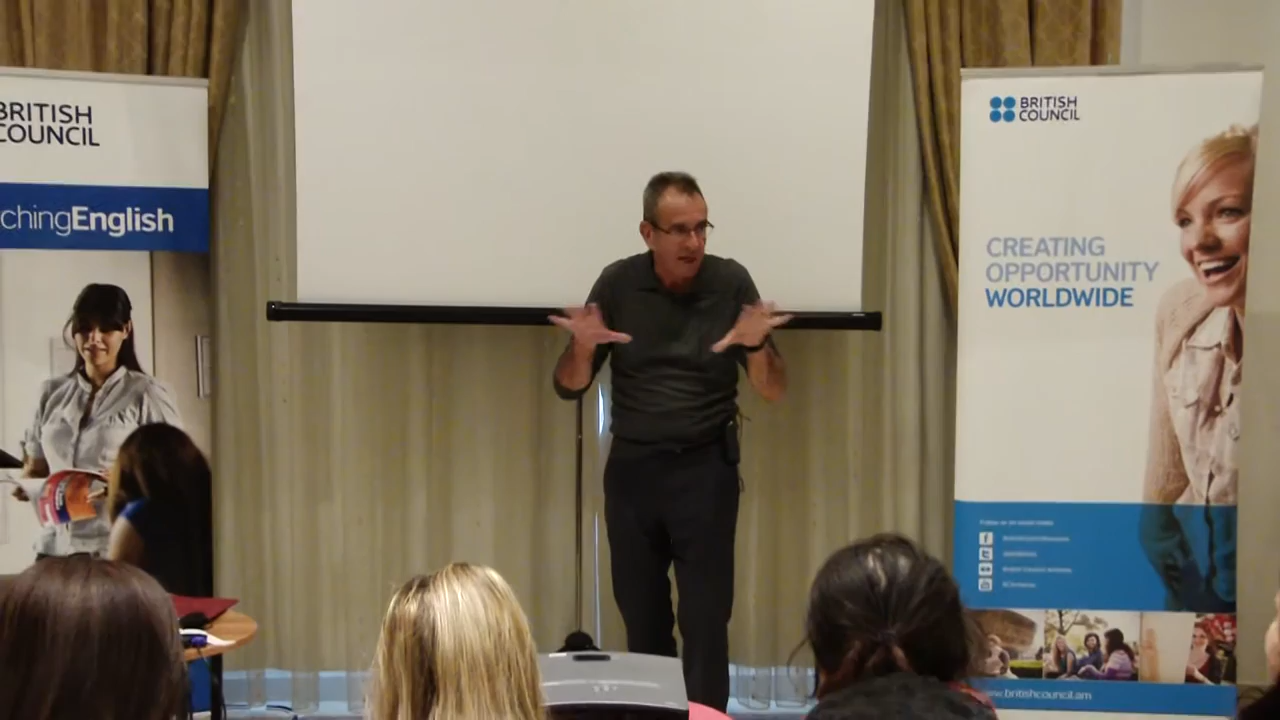 BRITISH
COUNCIL
chingEnglish
BRITISH
COUNCIL
CREATING
OPPORTUNITY
WORLDWIDE
www.britishcouncil.am